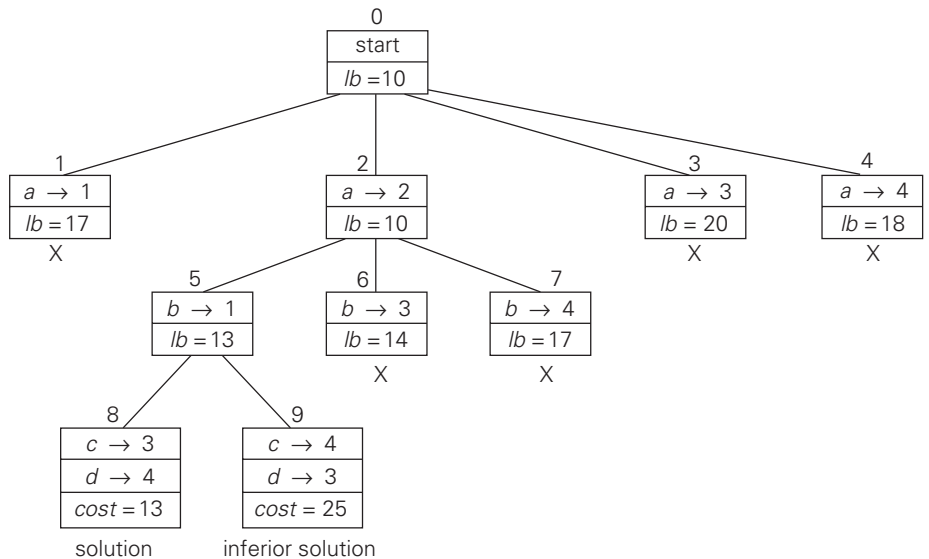 0
start
lb = 10
1
2
3
4
a → 1
a → 2
a → 3
a → 4
lb = 17
lb = 10
lb = 20
lb = 18
X
X
X
5
6
7
b → 1
b → 3
b → 4
lb = 13
lb = 14
lb = 17
X
X
8
9
c → 3
c → 4
d → 4
d → 3
cost = 13
cost = 25
solution
inferior solution